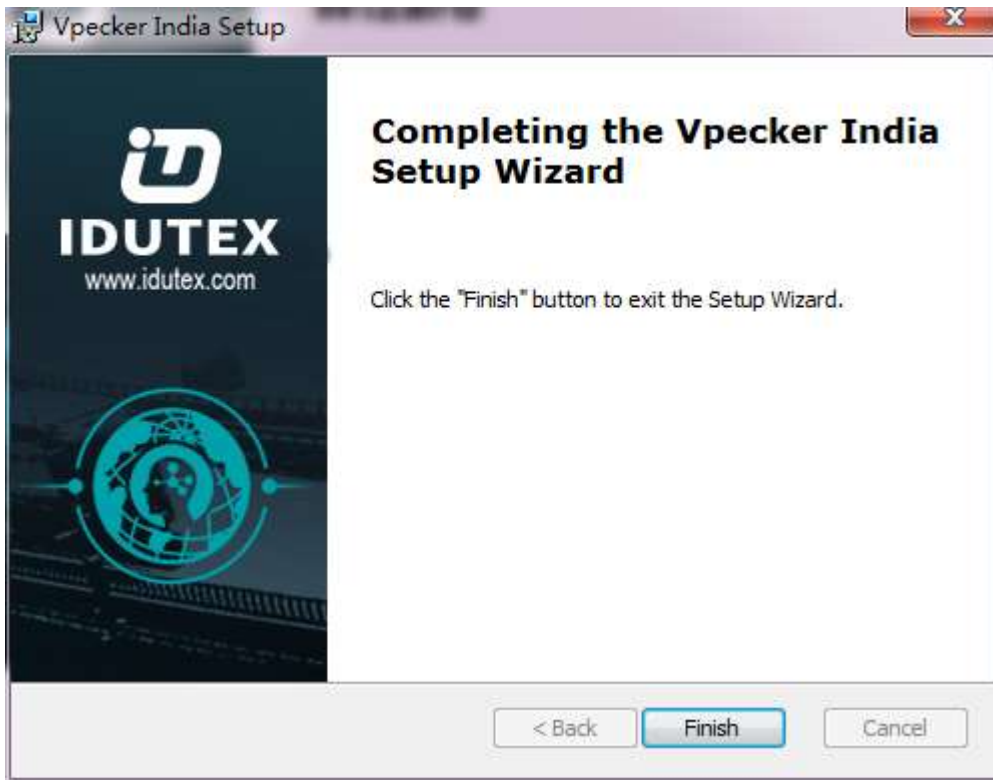 Vpecker India Setup
iD
IDUTEX
www.idutex.com
Completing the Vpecker India
Setup Wizard
Click the "Finish" button to exit the Setup Wizard.
< Back
Finish
Cancel